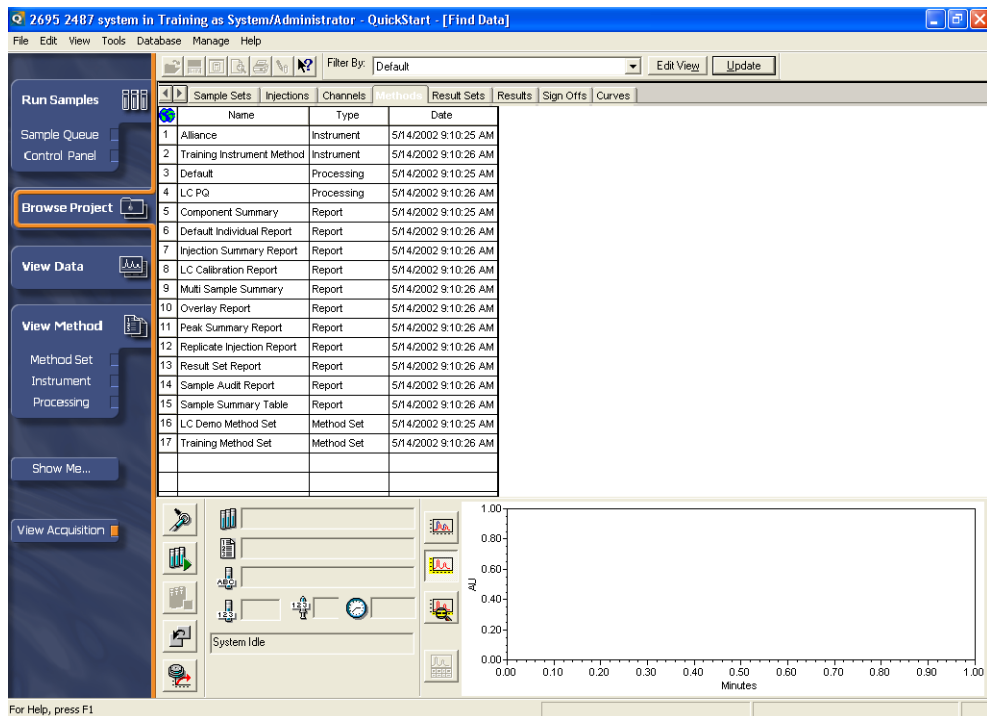 2695 2487 system in Training as System/Administrator - QuickStart - [Find Data]
File Edit View Tools Database Manage Help
Filter By: Default Edit View Update
Run Samples
Sample Queue
Control Panel
Browse Project
View Data
View Method
Method Set
Instrument
Processing
Show Me...
View Acquisition
Sample Sets Injections Channels Methods Result Sets Results Sign Offs Curves
Name Type Date
1 Alliance Instrument 5/14/2002 9:10:25 AM
2 Training Instrument Method Instrument 5/14/2002 9:10:26 AM
3 Default Processing 5/14/2002 9:10:25 AM
4 LC PQ Processing 5/14/2002 9:10:26 AM
5 Component Summary Report 5/14/2002 9:10:25 AM
6 Default Individual Report Report 5/14/2002 9:10:26 AM
7 Injection Summary Report Report 5/14/2002 9:10:26 AM
8 LC Calibration Report Report 5/14/2002 9:10:26 AM
9 Multi Sample Summary Report 5/14/2002 9:10:26 AM
10 Overlay Report Report 5/14/2002 9:10:26 AM
11 Peak Summary Report Report 5/14/2002 9:10:26 AM
12 Replicate Injection Report Report 5/14/2002 9:10:26 AM
13 Result Set Report Report 5/14/2002 9:10:26 AM
14 Sample Audit Report Report 5/14/2002 9:10:26 AM
15 Sample Summary Table Report 5/14/2002 9:10:26 AM
16 LC Demo Method Set Method Set 5/14/2002 9:10:25 AM
17 Training Method Set Method Set 5/14/2002 9:10:26 AM
ABC
123
123
System Idle
AU
1.00
0.80
0.60
0.40
0.20
0.00
0.00 0.10 0.20 0.30 0.40 0.50 0.60 0.70 0.80 0.90 1.00
Minutes
For Help, press F1